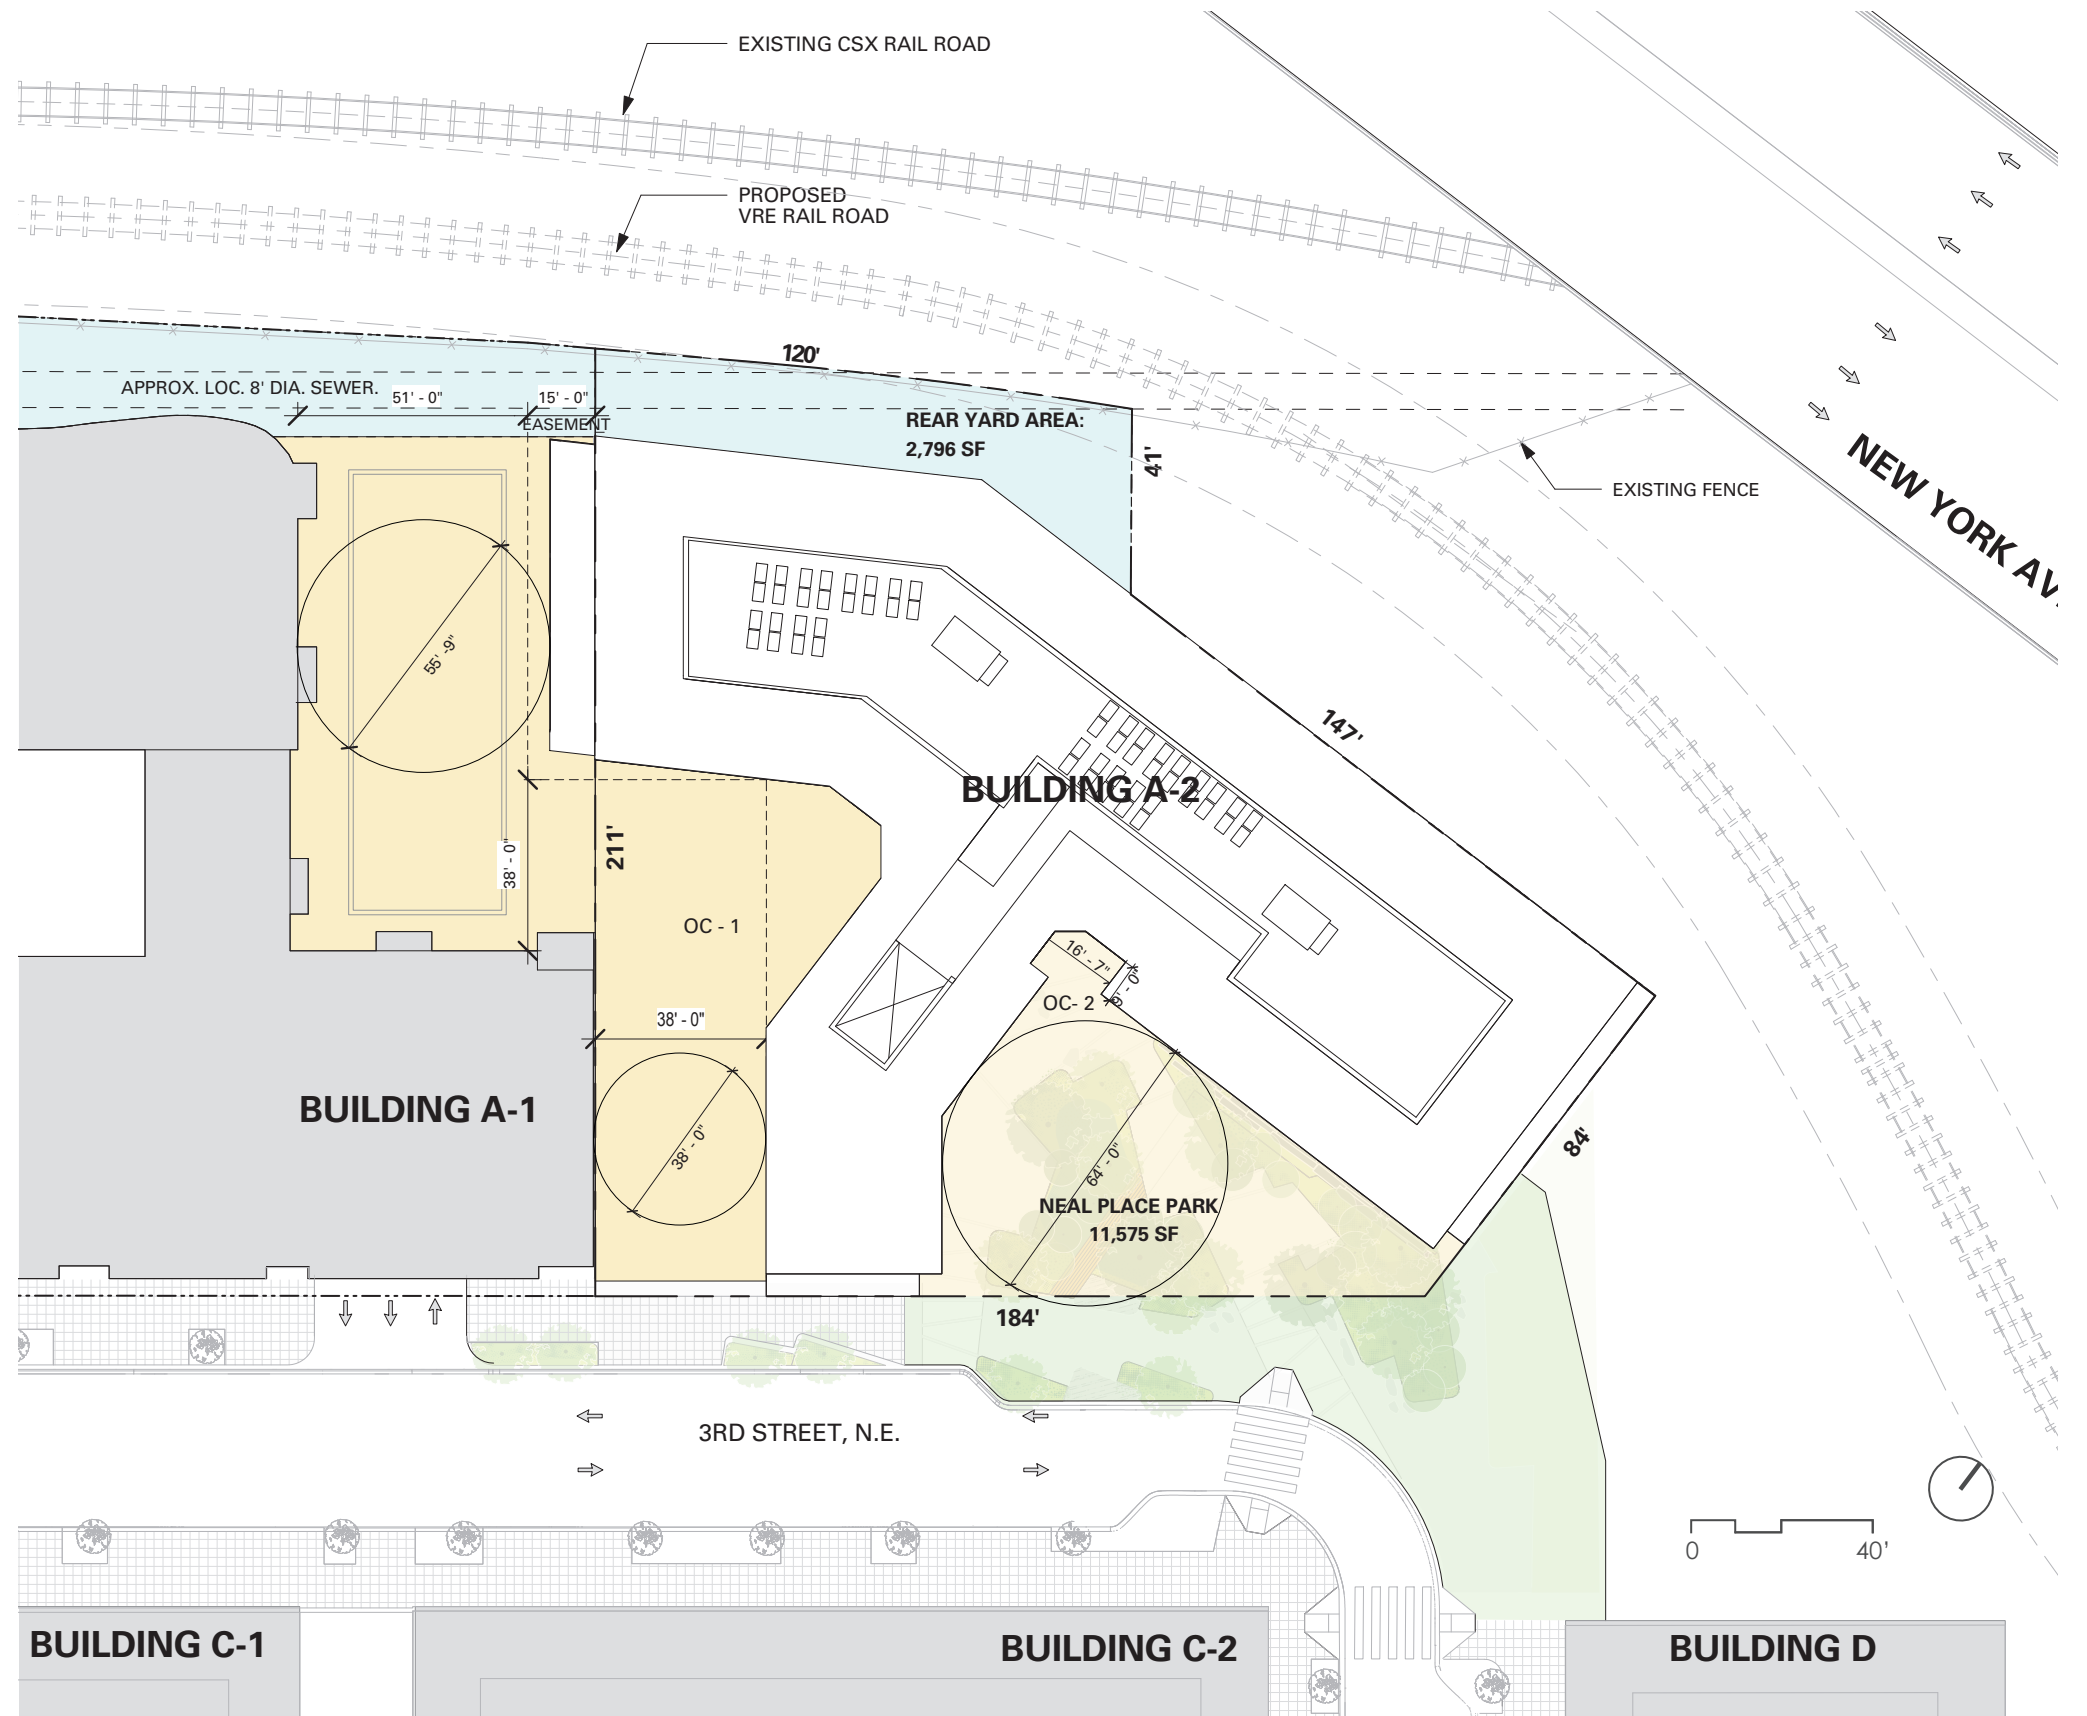 EXISTING CSX RAIL ROAD
PROPOSED
VRE RAIL ROAD
120'
APPROX. LOC. 8' DIA. SEWER.
51' - 0"
15' - 0"
EASEMENT
REAR YARD AREA:
2,796 SF
41'
EXISTING FENCE
NEW YORK AV.
55' -9"
147'
BUILDING A-2
211'
38' - 0"
OC - 1
16' - 7"
9' - 0"
OC- 2
38' - 0"
BUILDING A-1
38' - 0"
64' - 0"
84'
NEAL PLACE PARK
11,575 SF
184'
3RD STREET, N.E.
0
40'
BUILDING C-1
BUILDING C-2
BUILDING D